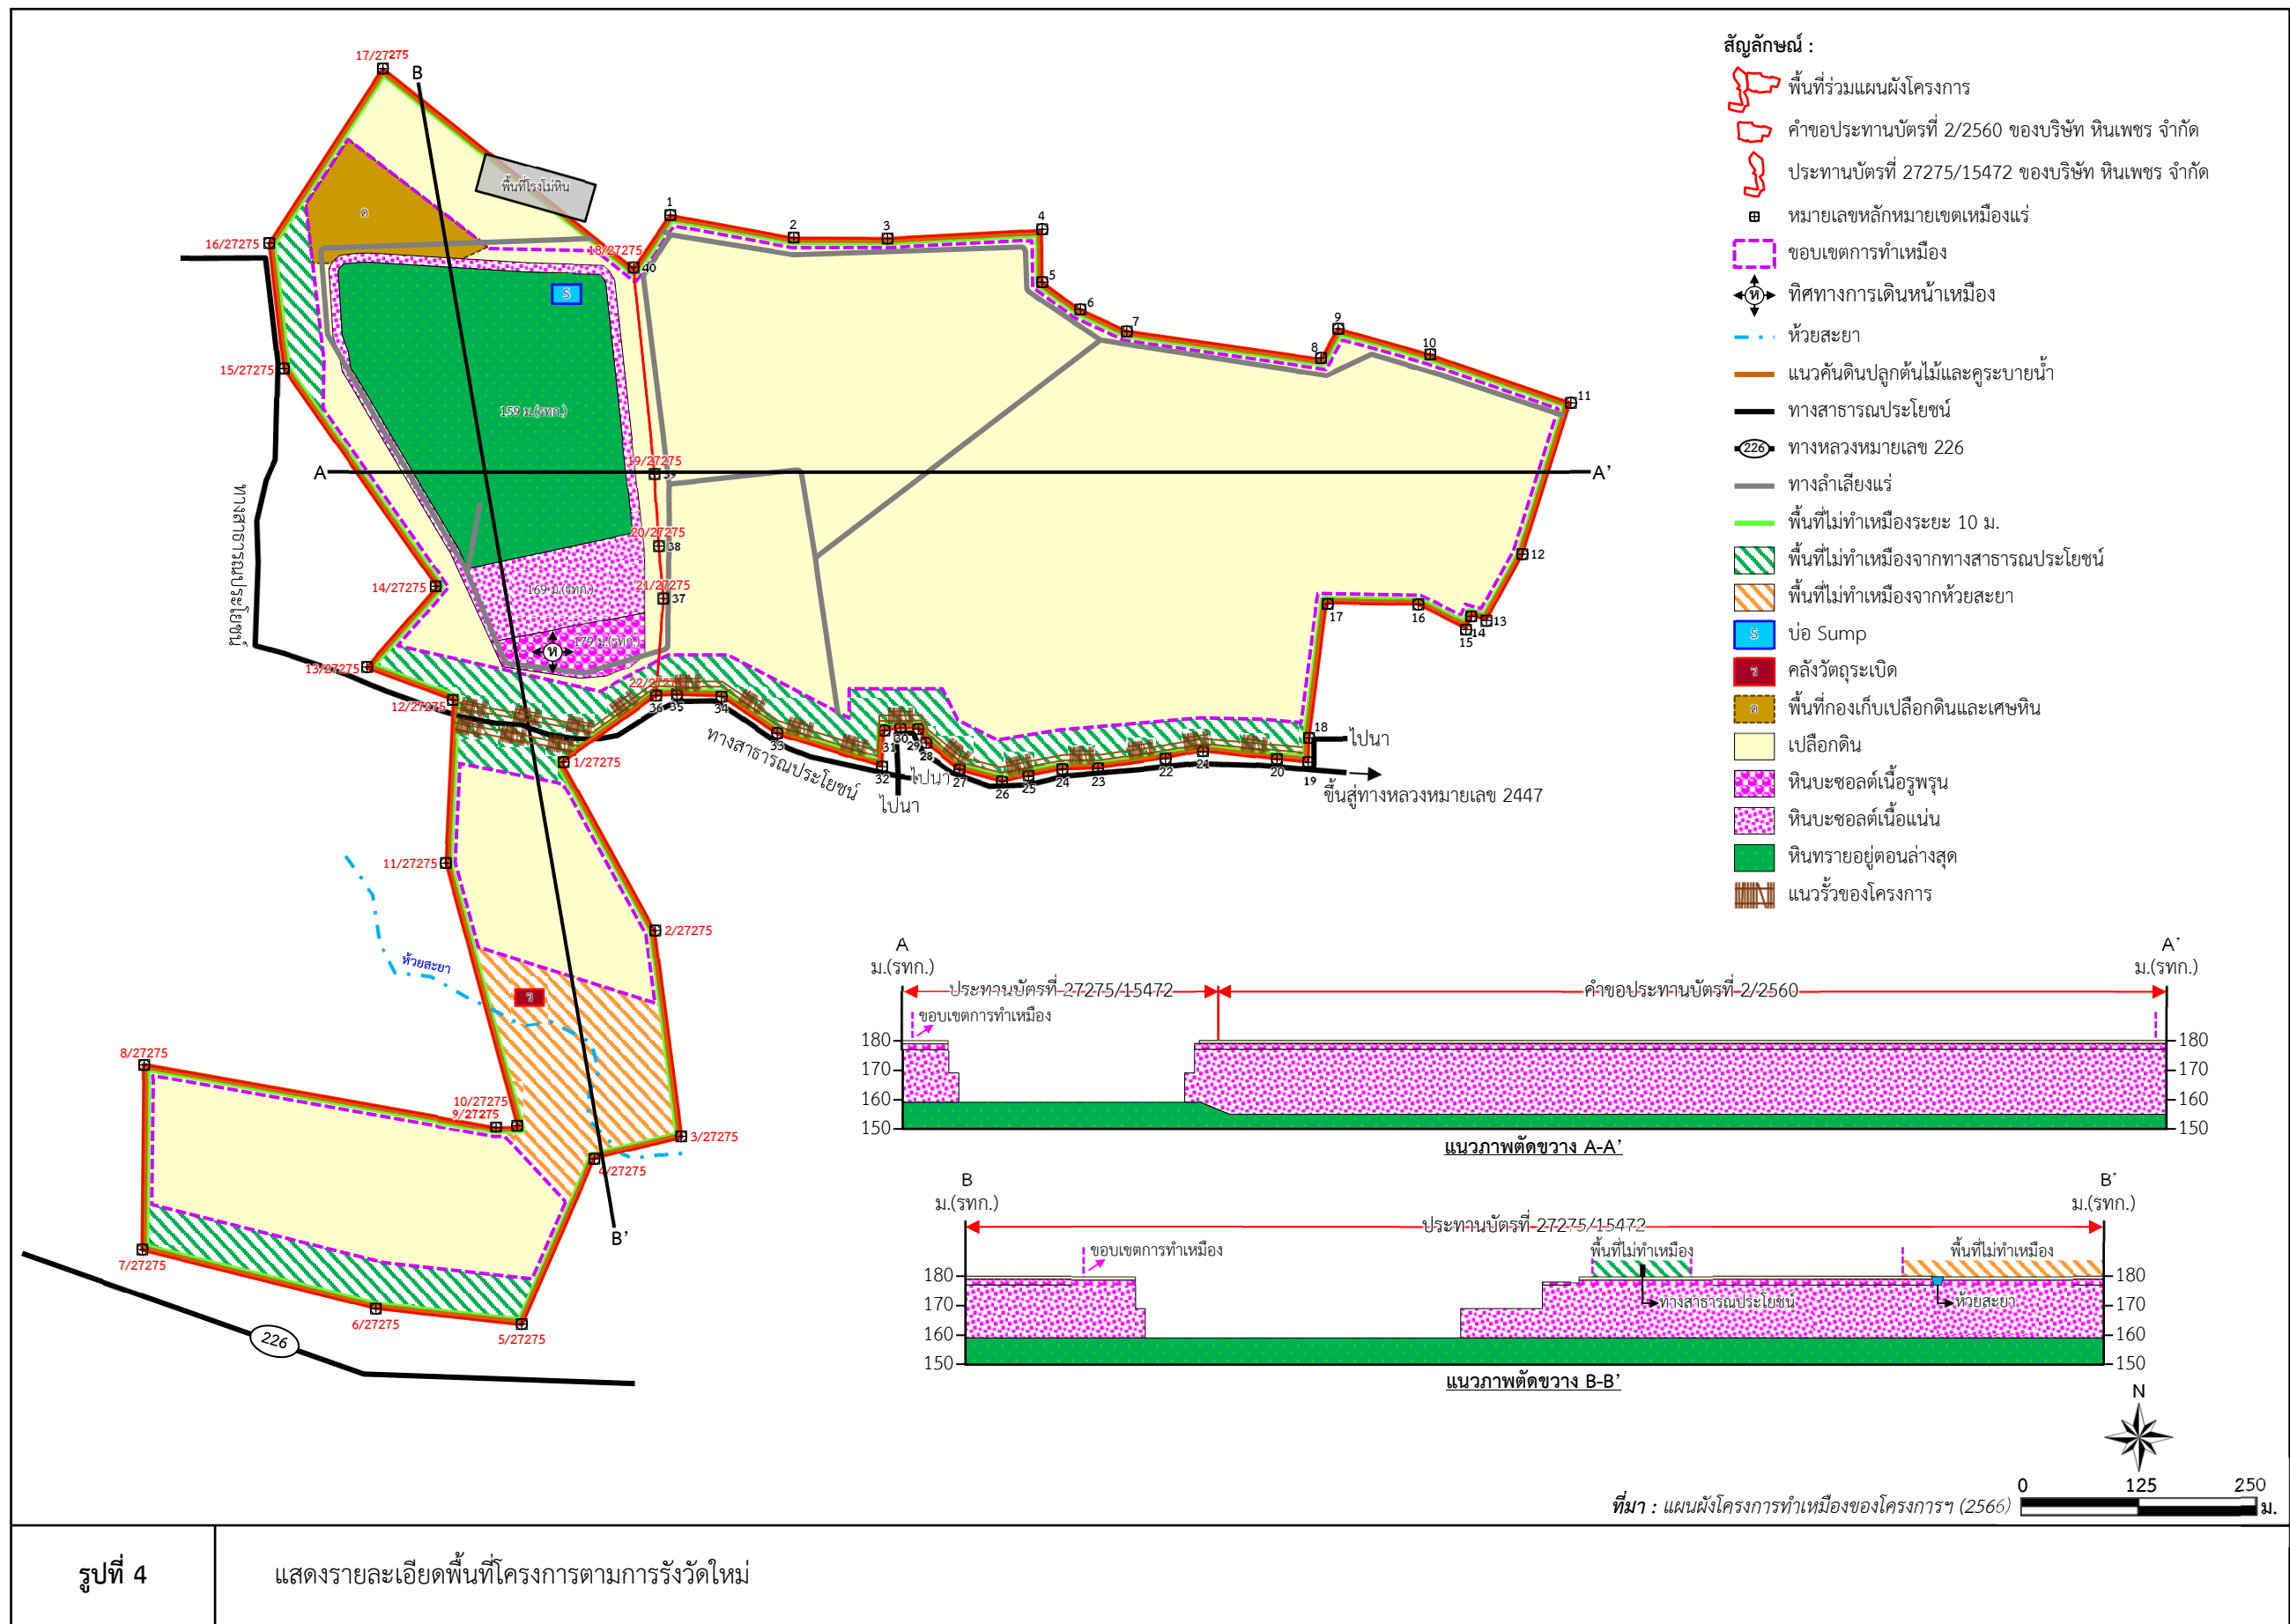 17/27275
B
พื้นที่โรงโม่หิน
ค
16/27275
18/27275
40
1
2
3
4
5
6
7
8
9
10
11
15/27275
S
159 ม.(รทก.)
A
19/27275
39
A'
20/27275
38
12
14/27275
169 ม.(รทก.)
21/27275
37
17
16
13
14
15
ทางสาธารณประโยชน์
179 ม.(รทก.)
ห
13/27275
12/27275
22/27275
36
35
34
33
ทางสาธารณประโยชน์
31
30
29
28
32
ไปนา
ไปนา
27
26
25
24
23
22
21
20
19
18
ไปนา
ขึ้นสู่ทางหลวงหมายเลข 2447
1/27275
11/27275
2/27275
ห้วยสะยา
ว
8/27275
10/27275
9/27275
3/27275
4/27275
B'
7/27275
6/27275
5/27275
226
สัญลักษณ์ :
พื้นที่ร่วมแผนผังโครงการ
คำขอประทานบัตรที่ 2/2560 ของบริษัท หินเพชร จำกัด
ประทานบัตรที่ 27275/15472 ของบริษัท หินเพชร จำกัด
หมายเลขหลักหมายเขตเหมืองแร่
ขอบเขตการทำเหมือง
ห ทิศทางการเดินหน้าเหมือง
ห้วยสะยา
แนวคันดินปลูกต้นไม้และคูระบายน้ำ
ทางสาธารณประโยชน์
226 ทางหลวงหมายเลข 226
ทางลำเลียงแร่
พื้นที่ไม่ทำเหมืองระยะ 10 ม.
พื้นที่ไม่ทำเหมืองจากทางสาธารณประโยชน์
พื้นที่ไม่ทำเหมืองจากห้วยสะยา
S บ่อ Sump
ว คลังวัตถุระเบิด
ค พื้นที่กองเก็บเปลือกดินและเศษหิน
เปลือกดิน
หินบะซอลต์เนื้อรูพรุน
หินบะซอลต์เนื้อแน่น
หินทรายอยู่ตอนล่างสุด
แนวรั้วของโครงการ
A
ม.(รทก.)
A'
ม.(รทก.)
ประทานบัตรที่ 27275/15472
คำขอประทานบัตรที่ 2/2560
ขอบเขตการทำเหมือง
180
170
160
150
180
170
160
150
แนวภาพตัดขวาง A-A'
B
ม.(รทก.)
B'
ม.(รทก.)
ประทานบัตรที่ 27275/15472
ขอบเขตการทำเหมือง
พื้นที่ไม่ทำเหมือง
พื้นที่ไม่ทำเหมือง
ทางสาธารณประโยชน์
ห้วยสะยา
180
170
160
150
180
170
160
150
แนวภาพตัดขวาง B-B'
N
0 125 250
ม.
ที่มา : แผนผังโครงการทำเหมืองของโครงการฯ (2566)
รูปที่ 4
แสดงรายละเอียดพื้นที่โครงการตามการรังวัดใหม่